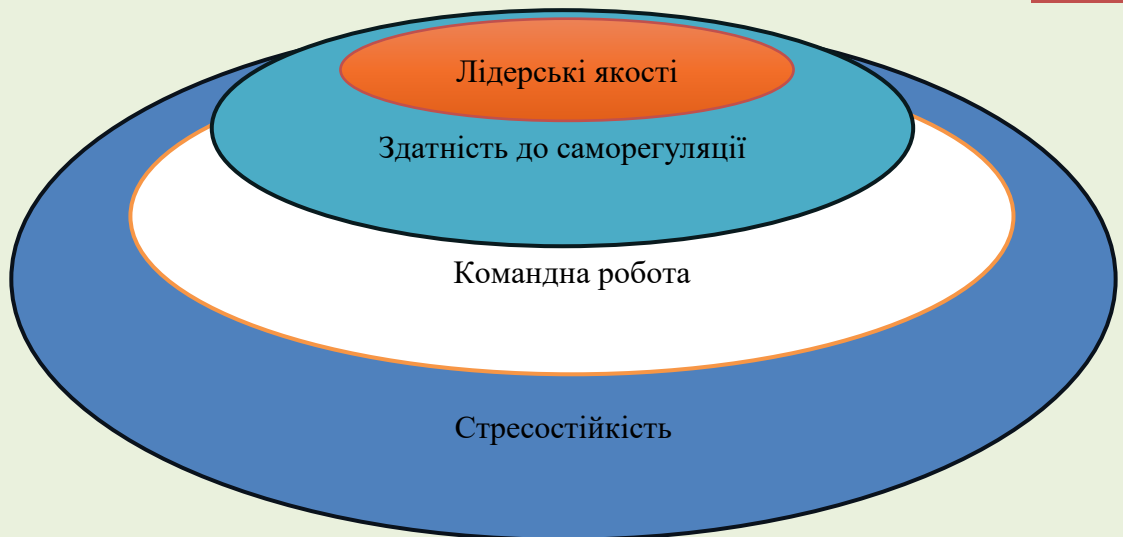 Лідерські якості
Здатність до саморегуляції
Командна робота
Стресостійкість